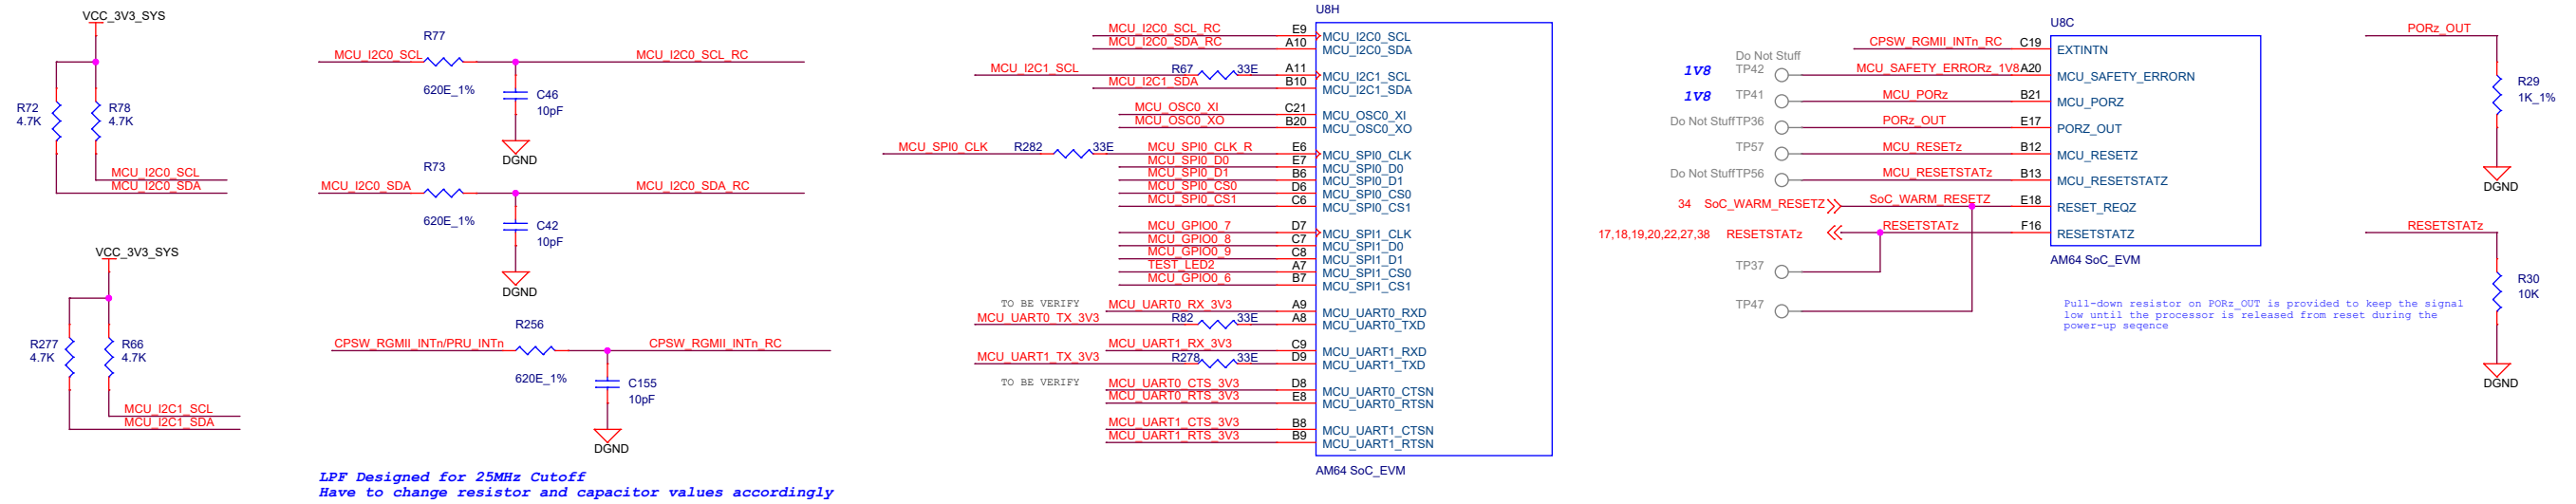 VCC_3V3_SYS
R72
4.7K
R78
4.7K
MCU_I2C0_SCL
MCU_I2C0_SDA
VCC_3V3_SYS
R277
4.7K
R66
4.7K
MCU_I2C1_SCL
MCU_I2C1_SDA
R77
MCU_I2C0_SCL
MCU_I2C0_SCL_RC
620E_1%
C46
10pF
DGND
R73
MCU_I2C0_SDA
MCU_I2C0_SDA_RC
620E_1%
C42
10pF
DGND
R256
CPSW_RGMII_INTn/PRU_INTn
CPSW_RGMII_INTn_RC
620E_1%
C155
10pF
DGND
LPF Designed for 25MHz Cutoff
Have to change resistor and capacitor values accordingly
U8H
MCU_I2C0_SCL_RC E9 MCU_I2C0_SCL
MCU_I2C0_SDA_RC A10 MCU_I2C0_SDA
MCU_I2C1_SCL R67 33E A11 MCU_I2C1_SCL
MCU_I2C1_SDA B10 MCU_I2C1_SDA
MCU_OSC0_XI C21 MCU_OSC0_XI
MCU_OSC0_XO B20 MCU_OSC0_XO
MCU_SPI0_CLK R282 33E MCU_SPI0_CLK_R E6 MCU_SPI0_CLK
MCU_SPI0_D0 E7 MCU_SPI0_D0
MCU_SPI0_D1 B6 MCU_SPI0_D1
MCU_SPI0_CS0 D6 MCU_SPI0_CS0
MCU_SPI0_CS1 C6 MCU_SPI0_CS1
MCU_GPIO0_7 D7 MCU_SPI1_CLK
MCU_GPIO0_8 C7 MCU_SPI1_D0
MCU_GPIO0_9 C8 MCU_SPI1_D1
TEST_LED2 A7 MCU_SPI1_CS0
MCU_GPIO0_6 B7 MCU_SPI1_CS1
TO BE VERIFY MCU_UART0_RX_3V3 A9 MCU_UART0_RXD
MCU_UART0_TX_3V3 R82 33E A8 MCU_UART0_TXD
MCU_UART1_RX_3V3 C9 MCU_UART1_RXD
MCU_UART1_TX_3V3 R278 33E D9 MCU_UART1_TXD
TO BE VERIFY MCU_UART0_CTS_3V3 D8 MCU_UART0_CTSN
MCU_UART0_RTS_3V3 E8 MCU_UART0_RTSN
MCU_UART1_CTS_3V3 B8 MCU_UART1_CTSN
MCU_UART1_RTS_3V3 B9 MCU_UART1_RTSN
AM64 SoC_EVM
U8C
CPSW_RGMII_INTn_RC C19 EXTINTN
Do Not Stuff
1V8 TP42 MCU_SAFETY_ERRORz_1V8 A20 MCU_SAFETY_ERRORN
1V8 TP41 MCU_PORz B21 MCU_PORZ
Do Not Stuff TP36 PORz_OUT E17 PORZ_OUT
TP57 MCU_RESETz B12 MCU_RESETZ
Do Not Stuff TP56 MCU_RESETSTATz B13 MCU_RESETSTATZ
34 SoC_WARM_RESETZ SoC_WARM_RESETZ E18 RESET_REQZ
17,18,19,20,22,27,38 RESETSTATz RESETSTATz F16 RESETSTATZ
TP37
TP47
AM64 SoC_EVM
Pull-down resistor on PORz_OUT is provided to keep the signal
low until the processor is released from reset during the
power-up seqence
PORz_OUT
R29
1K_1%
DGND
RESETSTATz
R30
10K
DGND